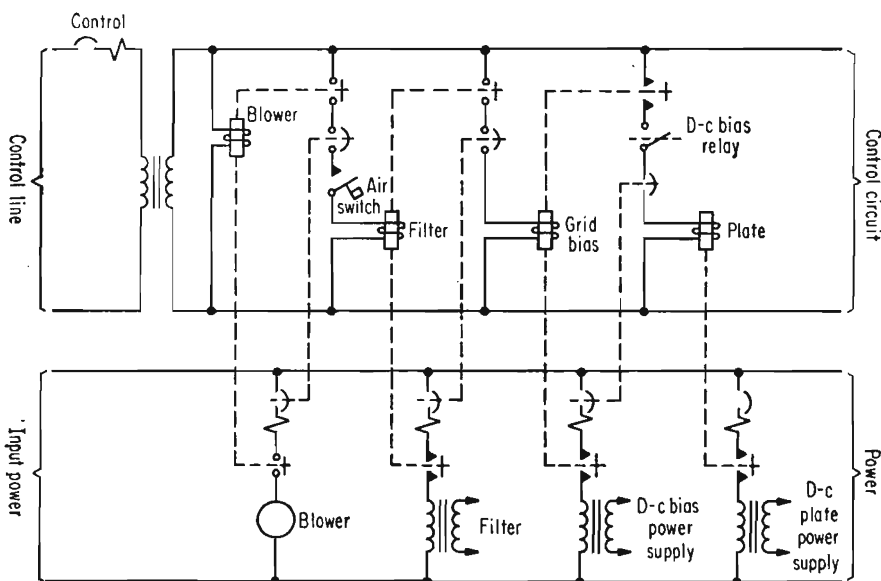 Control
Control line
Blower
Air
switch
Filter
Grid
bias
D-c bias
relay
Plate
Control circuit
Input power
Blower
Filter
D-c bias
power
supply
D-c
plate
power
supply
Power